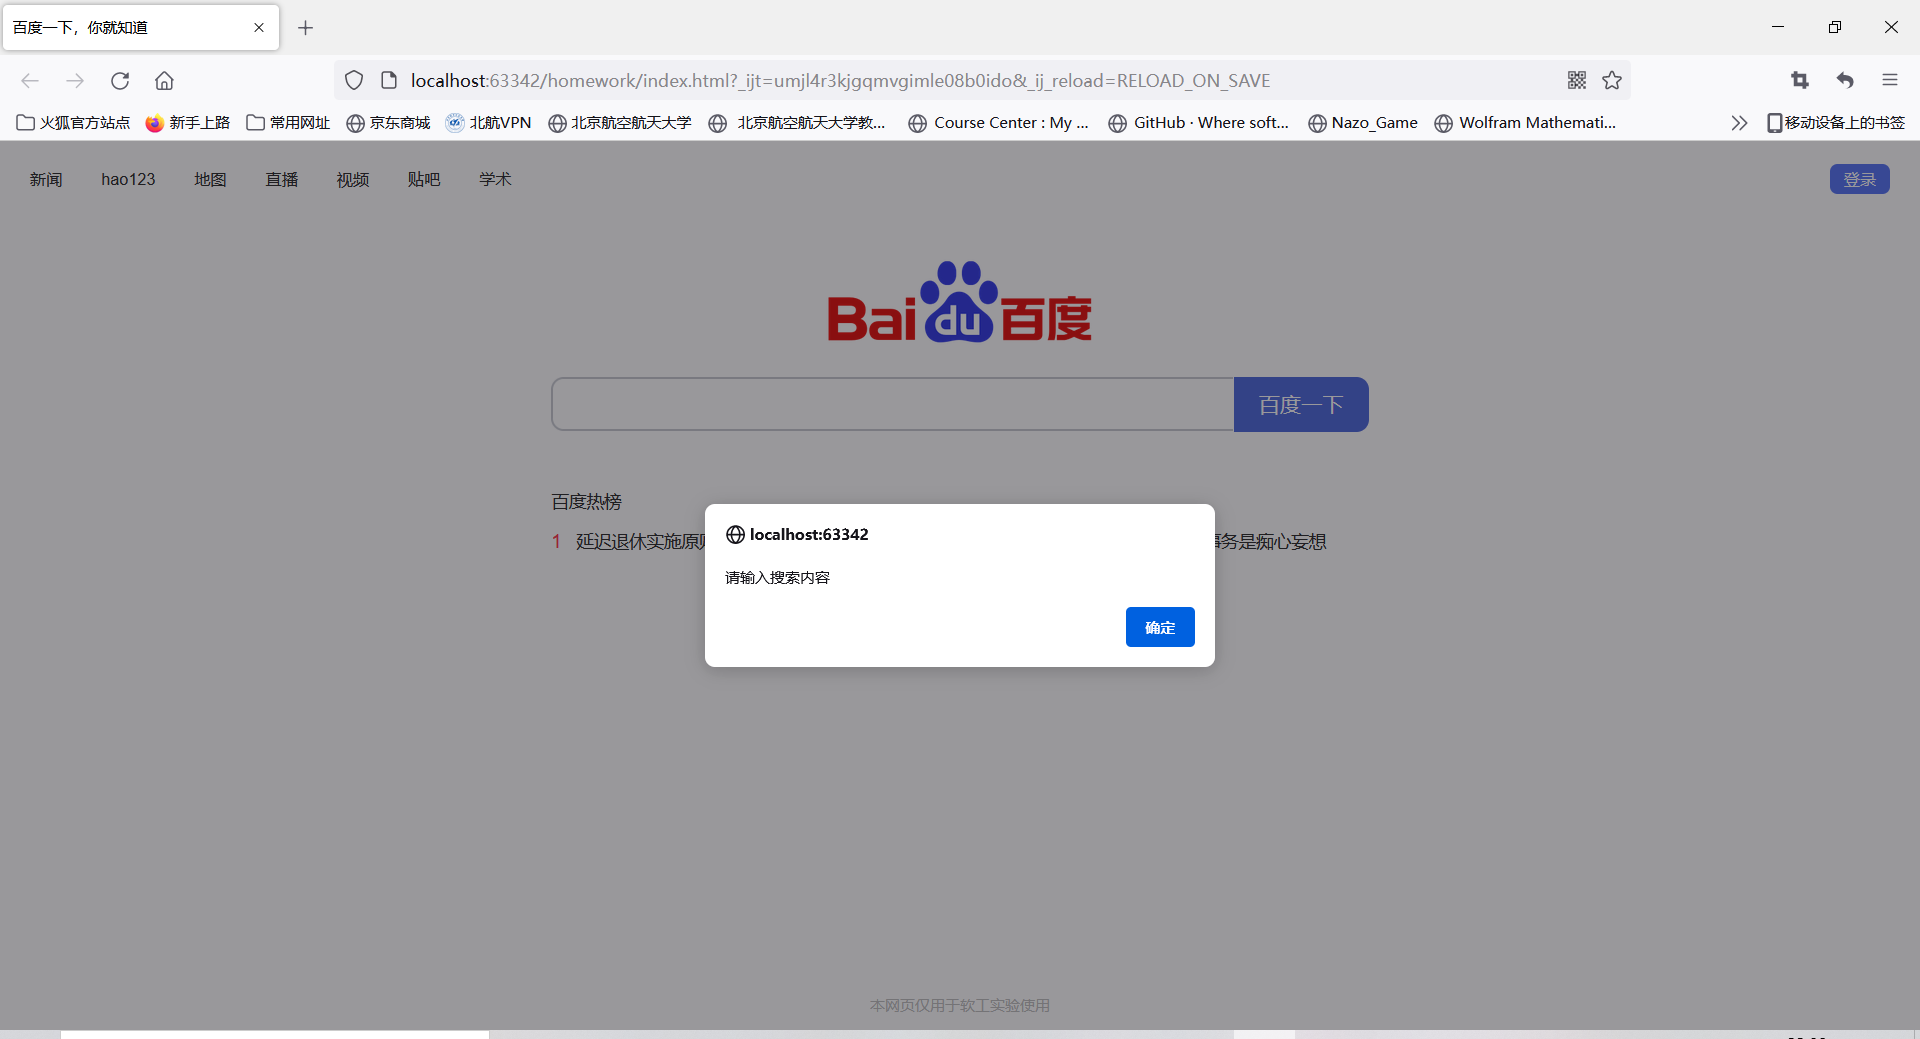 百度一下，你就知道
localhost:63342/homework/index.html?_ijt=umjl4r3kjgqmvgimle08b0ido&_ij_reload=RELOAD_ON_SAVE
火狐官方站点 新手上路 常用网址 京东商城 北航VPN 北京航空航天大学 北京航空航天大学教... Course Center : My ... GitHub · Where soft... Nazo_Game Wolfram Mathemati... 移动设备上的书签
新闻 hao123 地图 直播 视频 贴吧 学术 登录
Bai du 百度
百度一下
百度热榜
1 延迟退休实施原 务是痴心妄想
localhost:63342
请输入搜索内容
确定
本网页仅用于软工实验使用